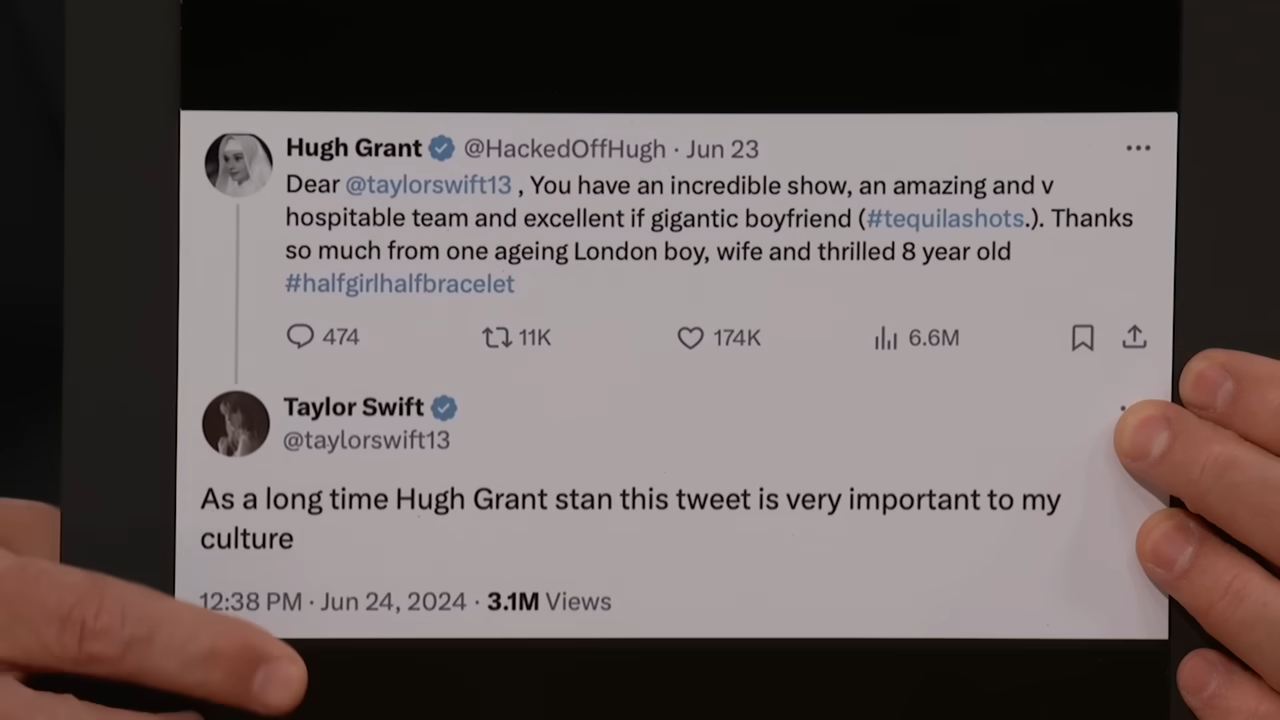 Hugh Grant @HackedOffHugh · Jun 23
Dear @taylorswift13 , You have an incredible show, an amazing and v
hospitable team and excellent if gigantic boyfriend (#tequilashots.). Thanks
so much from one ageing London boy, wife and thrilled 8 year old
#halfgirlhalfbracelet
474 11K 174K 6.6M
Taylor Swift
@taylorswift13
As a long time Hugh Grant stan this tweet is very important to my
culture
12:38 PM · Jun 24, 2024 · 3.1M Views